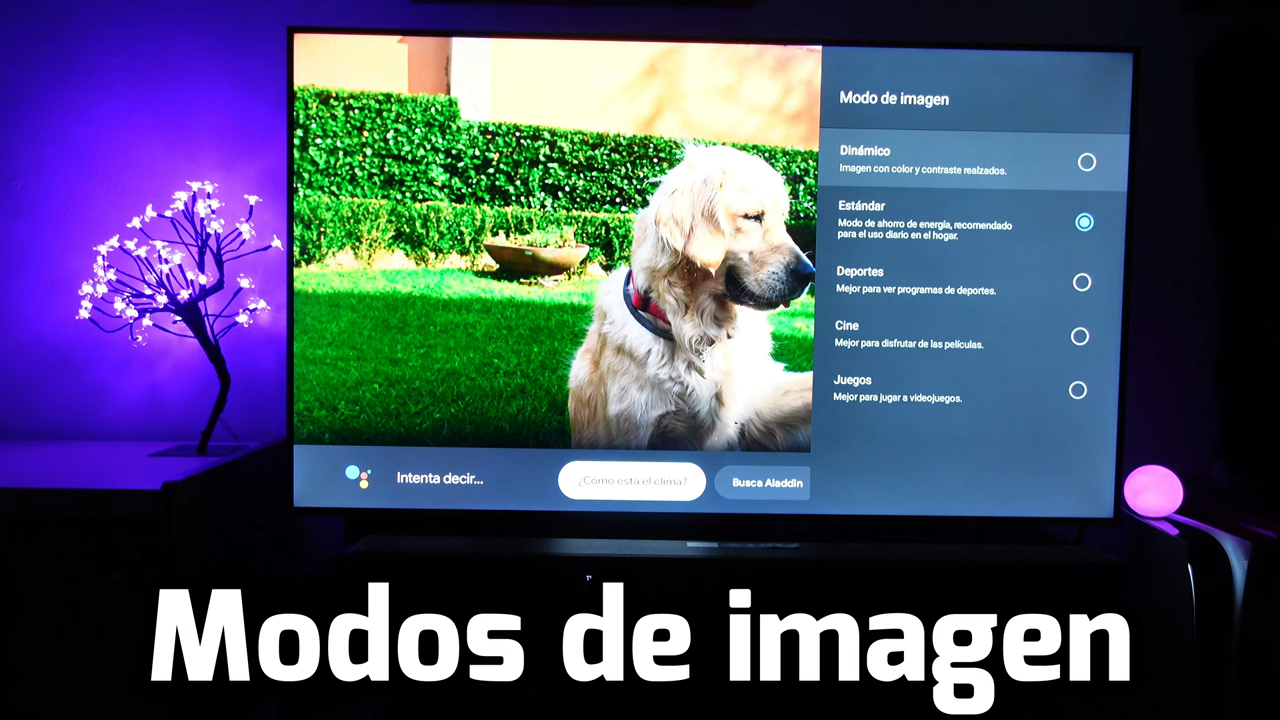 Modo de imagen
Dinámico
Imagen con color y contraste realzados.
Estándar
Modo de ahorro de energía, recomendado
para el uso diario en el hogar.
Deportes
Mejor para ver programas de deportes.
Cine
Mejor para disfrutar de las películas.
Juegos
Mejor para jugar a videojuegos.
Intenta decir...
¿Cómo está el clima?
Busca Aladdin
Modos de imagen